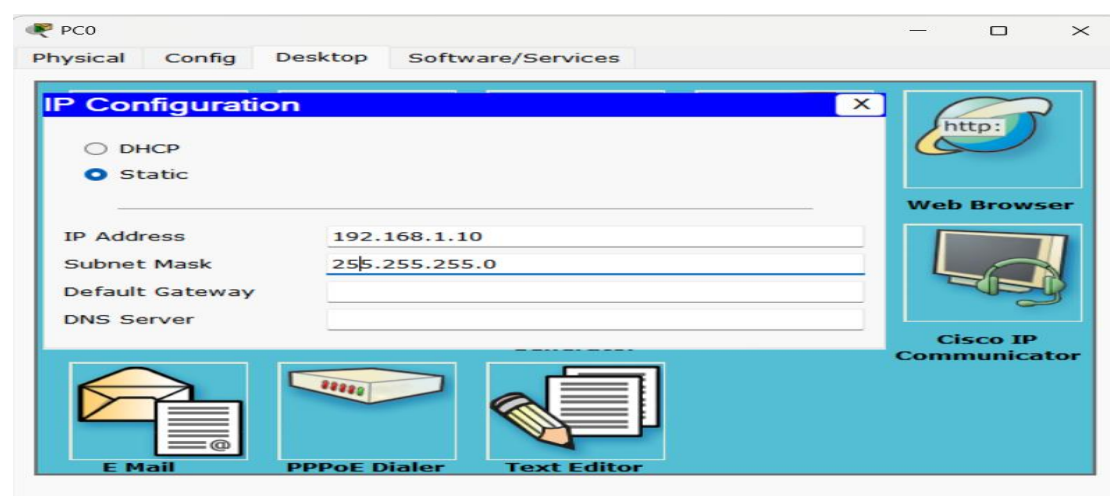 PC0
Physical Config Desktop Software/Services
IP Configuration X
DHCP
Static
IP Address 192.168.1.10
Subnet Mask 255.255.255.0
Default Gateway
DNS Server
http:
Web Browser
Cisco IP
Communicator
@
E Mail
PPPoE Dialer
Text Editor